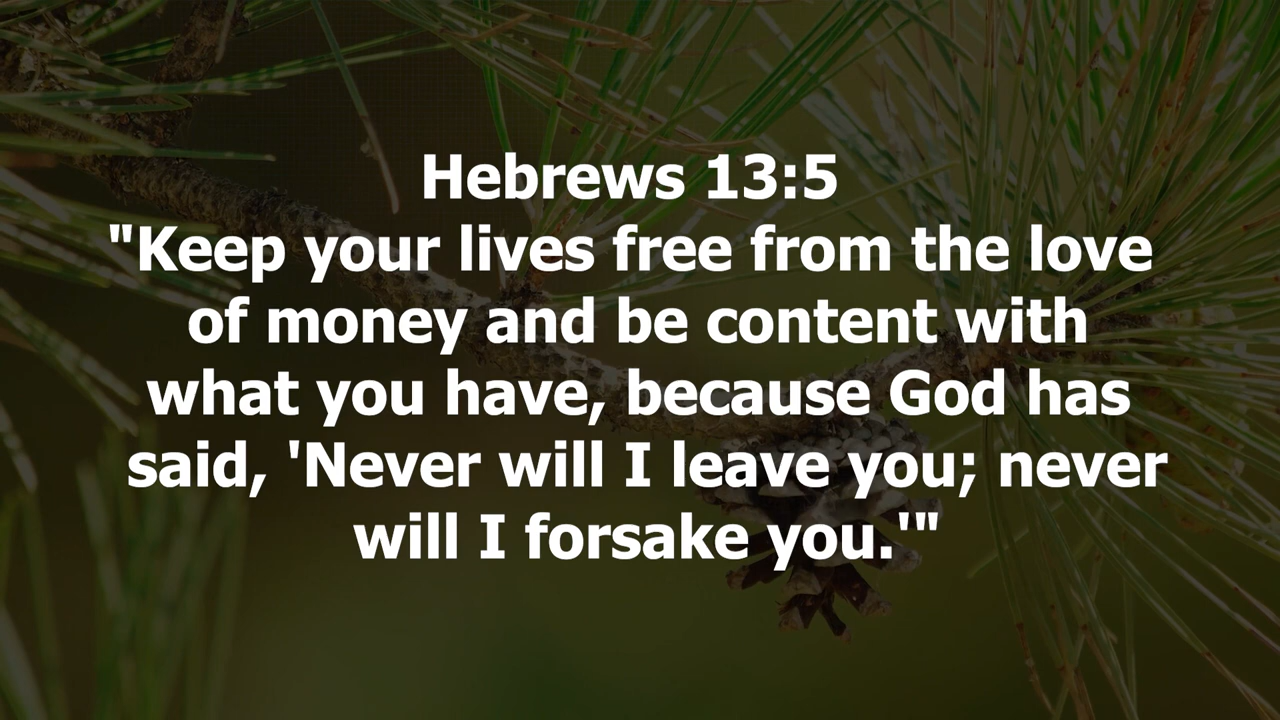 Hebrews 13:5
"Keep your lives free from the love
of money and be content with
what you have, because God has
said, 'Never will I leave you; never
will I forsake you.'"